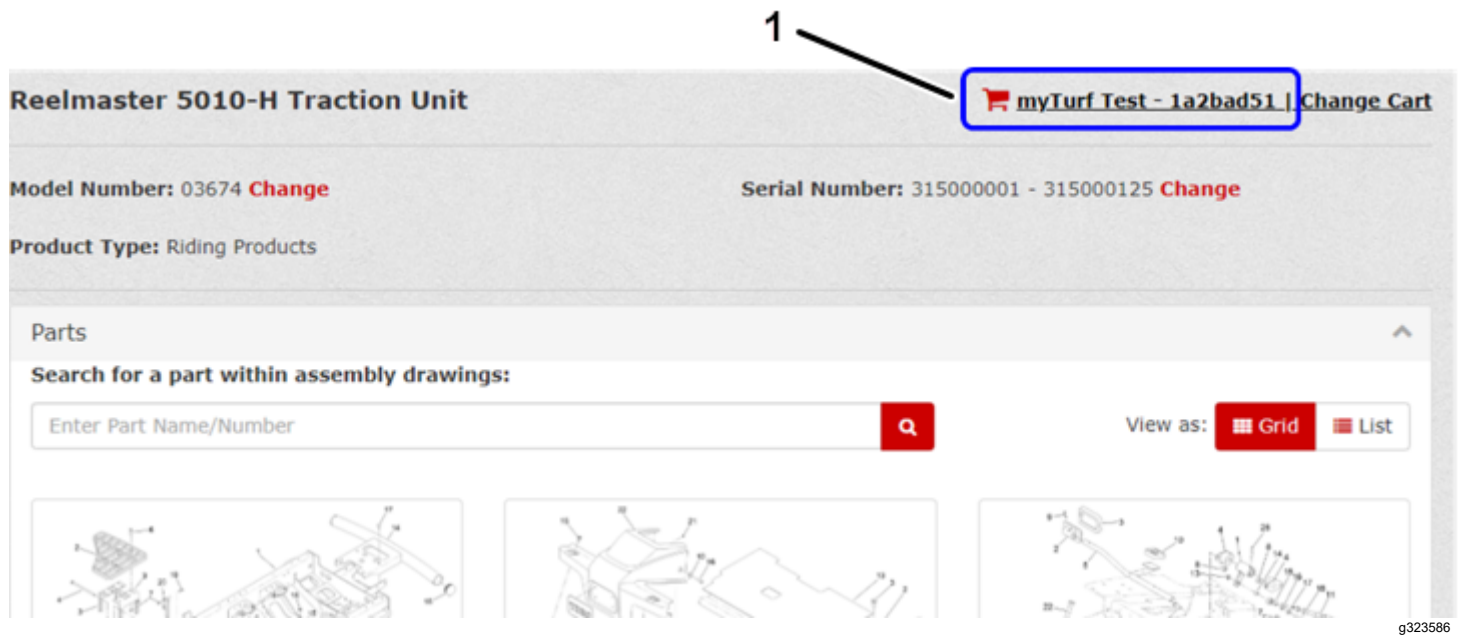 1
Reelmaster 5010-H Traction Unit
myTurf Test - 1a2bad51 | Change Cart
Model Number: 03674 Change
Serial Number: 315000001 - 315000125 Change
Product Type: Riding Products
Parts
Search for a part within assembly drawings:
Enter Part Name/Number
View as: Grid List
g323586